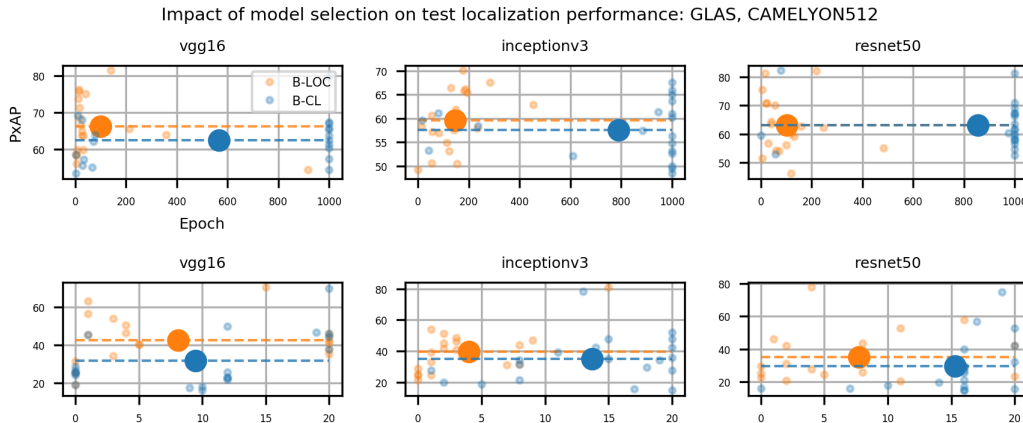 Impact of model selection on test localization performance: GLAS, CAMELYON512
vgg16 inceptionv3 resnet50
B-LOC
B-CL
PxAP
80
70
60
0 200 400 600 800 1000
70
65
60
55
50
0 200 400 600 800 1000
80
70
60
50
0 200 400 600 800 1000
Epoch
vgg16 inceptionv3 resnet50
60
40
20
0 5 10 15 20
80
60
40
20
0 5 10 15 20
80
60
40
20
0 5 10 15 20